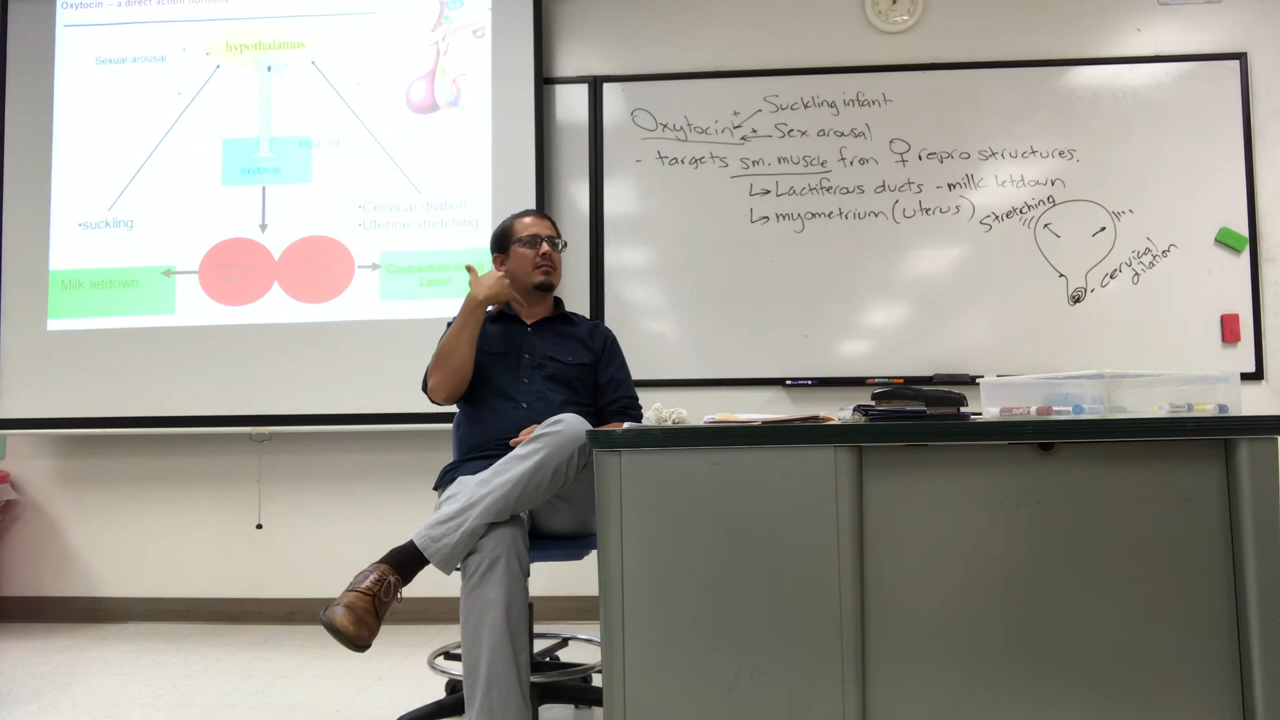 Oxytocin – a direct action hormone
hypothalamus
Sexual arousal
oxytocin
•suckling
•Cervical dilation
•Uterine stretching
Milk letdown
Suckling infant
Oxytocin + + Sex arousal
- targets sm. muscle from ♀ repro structures.
↳ Lactiferous ducts - milk letdown
↳ myometrium (uterus)
Stretching
cervical
dilation